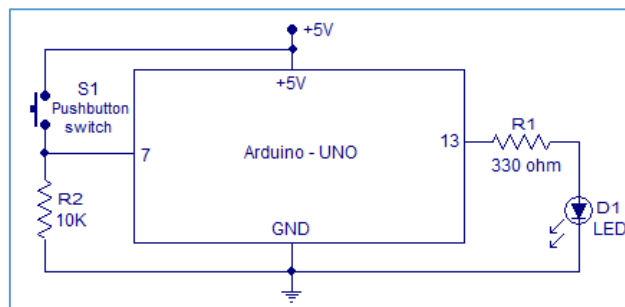 +5V
+5V
S1
Pushbutton
switch
7
Arduino - UNO
13
R1
330 ohm
R2
10K
GND
D1
LED